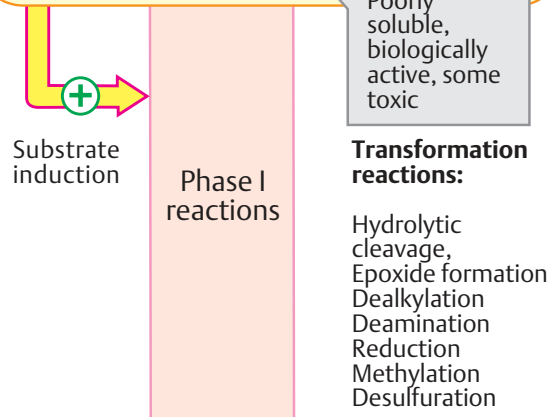 Poorly
soluble,
biologically
active, some
toxic
+
Substrate
induction
Phase I
reactions
Transformation
reactions:
Hydrolytic
cleavage,
Epoxide formation
Dealkylation
Deamination
Reduction
Methylation
Desulfuration